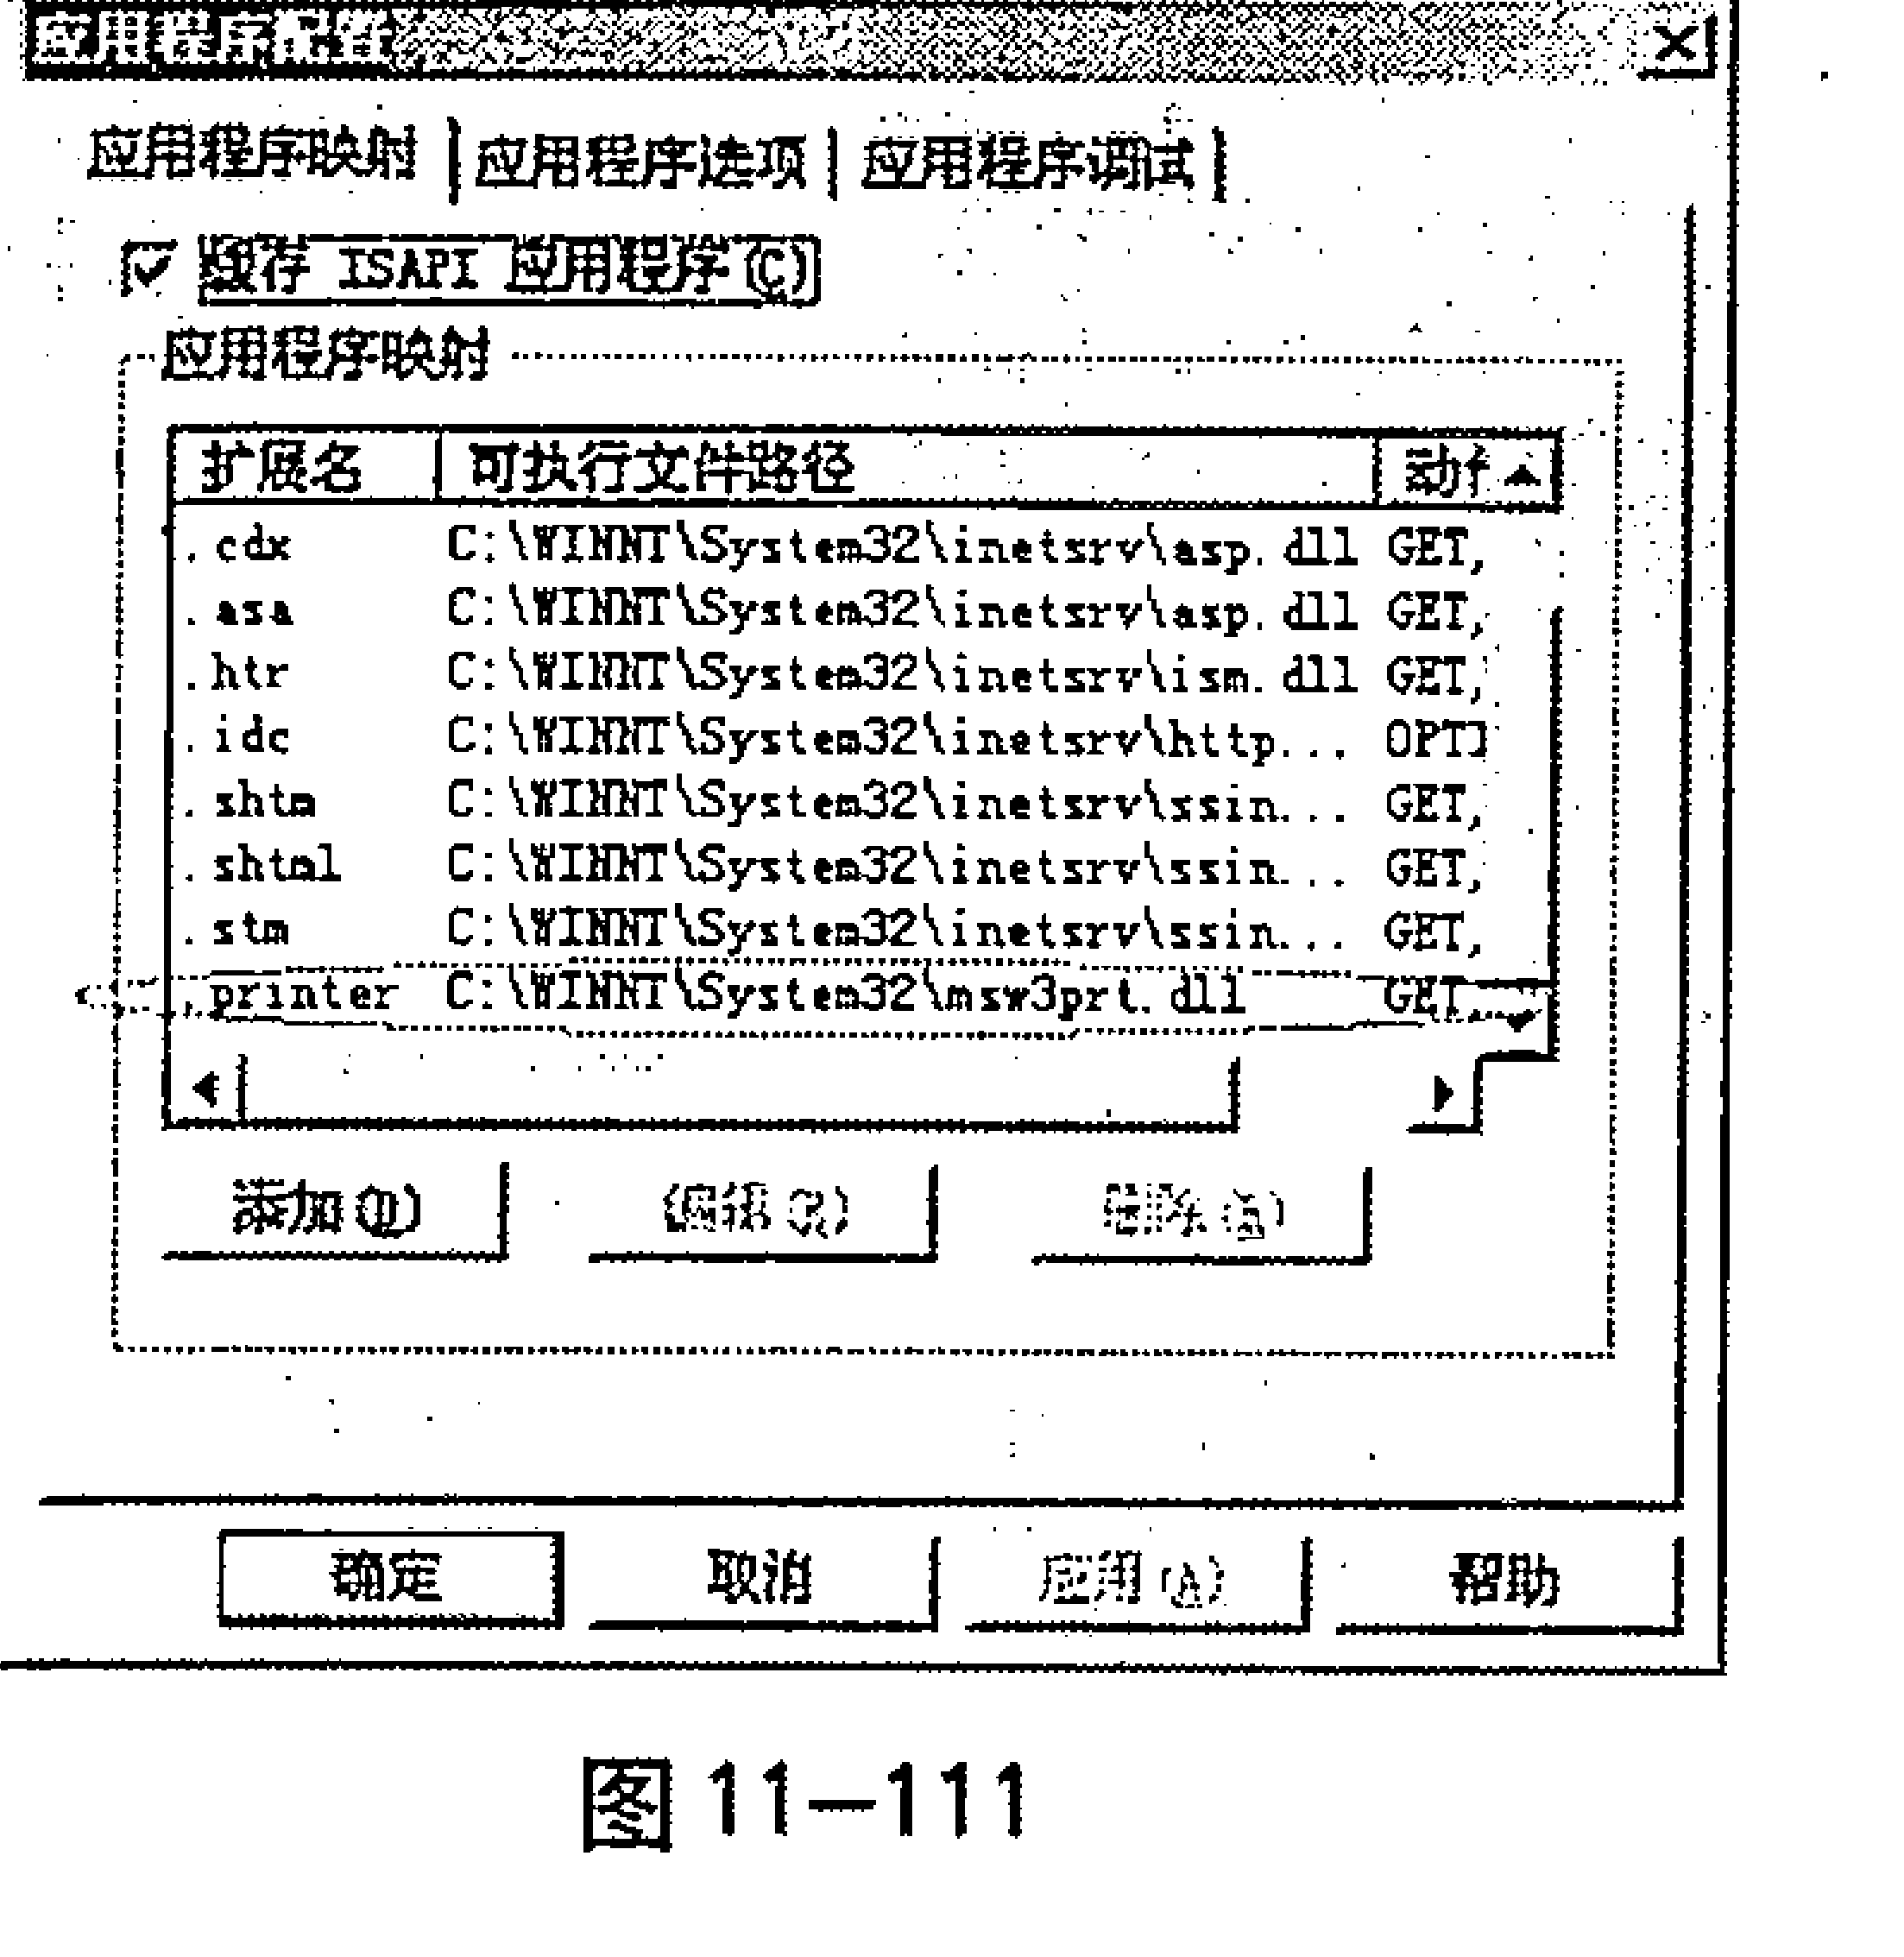 应用程序配置
应用程序映射 应用程序选项 应用程序调试
缓存 ISAPI 应用程序(C)
应用程序映射
扩展名 可执行文件路径 动作
.cdx C:\WINNT\System32\inetsrv\asp.dll GET,
.asa C:\WINNT\System32\inetsrv\asp.dll GET,
.htr C:\WINNT\System32\inetsrv\ism.dll GET,
.idc C:\WINNT\System32\inetsrv\http... OPTI
.shtm C:\WINNT\System32\inetsrv\ssin... GET,
.shtml C:\WINNT\System32\inetsrv\ssin... GET,
.stm C:\WINNT\System32\inetsrv\ssin... GET,
.printer C:\WINNT\System32\msw3prt.dll GET
添加(D) 编辑 删除
确定 取消 应用(A) 帮助
图 11-111